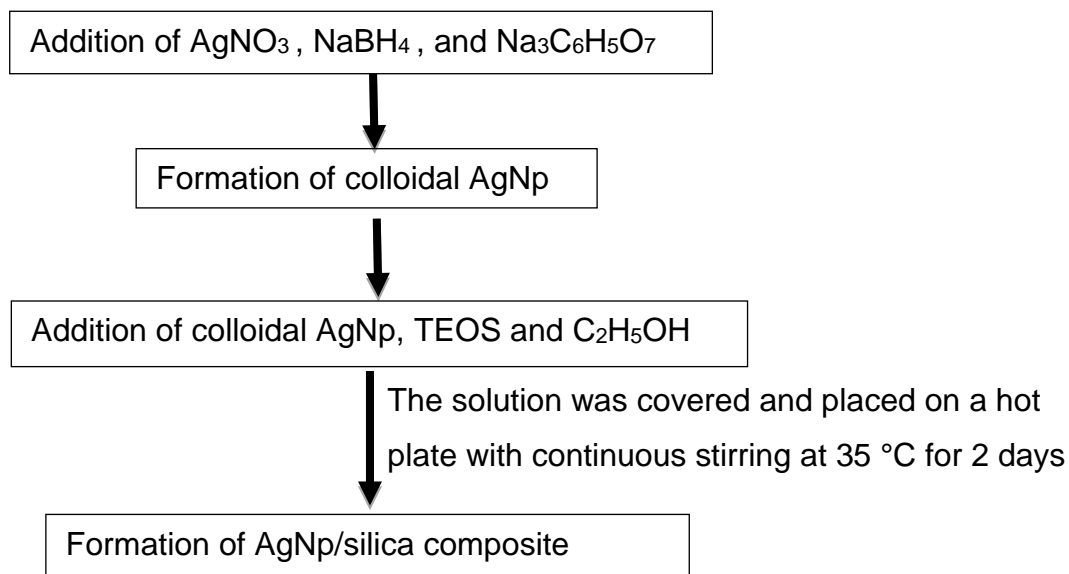 Addition of AgNO₃ , NaBH₄ , and Na₃C₆H₅O₇
Formation of colloidal AgNp
Addition of colloidal AgNp, TEOS and C₂H₅OH
The solution was covered and placed on a hot
plate with continuous stirring at 35 °C for 2 days
Formation of AgNp/silica composite